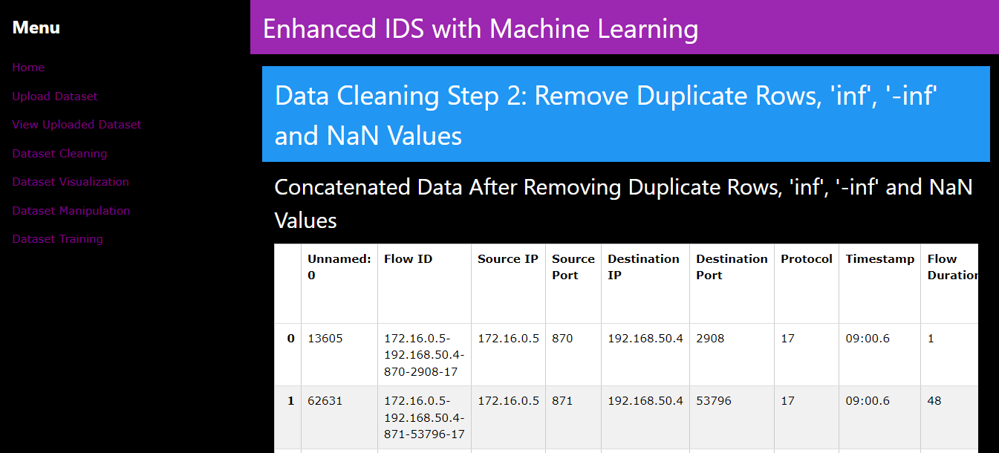 Menu
Home
Upload Dataset
View Uploaded Dataset
Dataset Cleaning
Dataset Visualization
Dataset Manipulation
Dataset Training
Enhanced IDS with Machine Learning
Data Cleaning Step 2: Remove Duplicate Rows, 'inf', '-inf'
and NaN Values
Concatenated Data After Removing Duplicate Rows, 'inf', '-inf' and NaN
Values
Unnamed: Flow ID Source IP Source Destination Destination Protocol Timestamp Flow
0 Port IP Port Duration
0 13605 172.16.0.5- 172.16.0.5 870 192.168.50.4 2908 17 09:00.6 1
192.168.50.4-
870-2908-17
1 62631 172.16.0.5- 172.16.0.5 871 192.168.50.4 53796 17 09:00.6 48
192.168.50.4-
871-53796-17